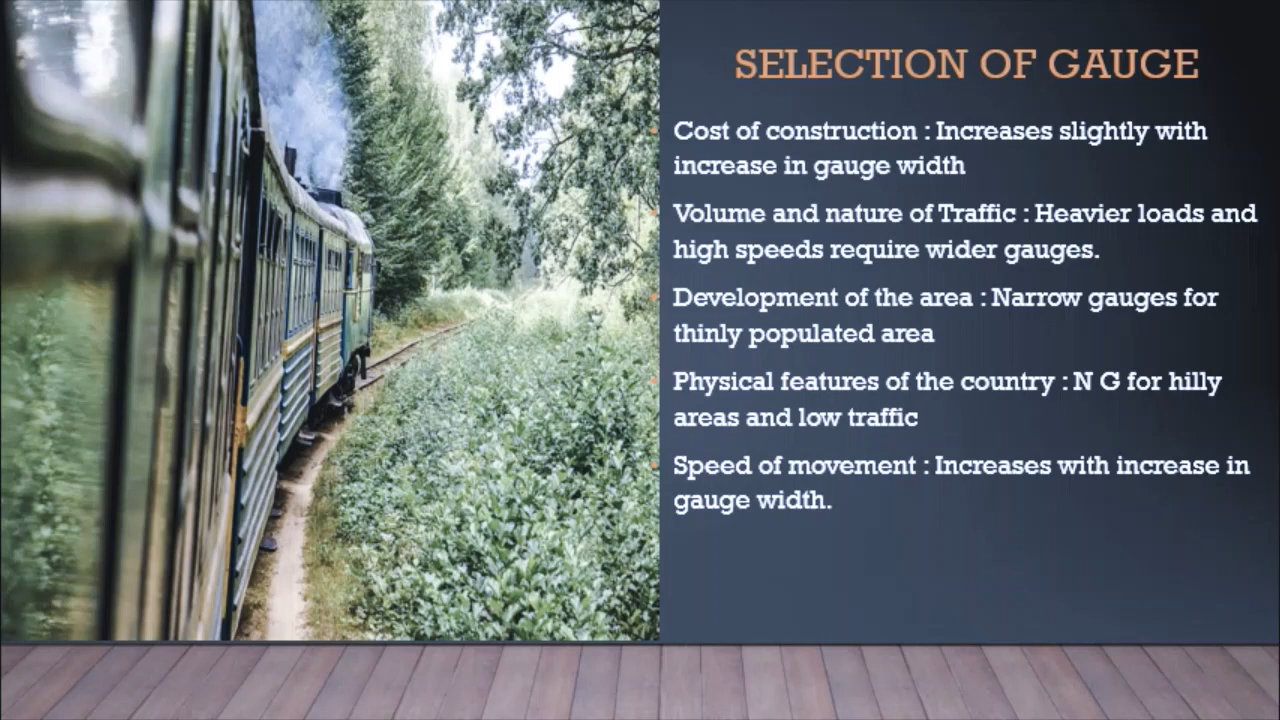 SELECTION OF GAUGE
Cost of construction : Increases slightly with
increase in gauge width
Volume and nature of Traffic : Heavier loads and
high speeds require wider gauges.
Development of the area : Narrow gauges for
thinly populated area
Physical features of the country : N G for hilly
areas and low traffic
Speed of movement : Increases with increase in
gauge width.